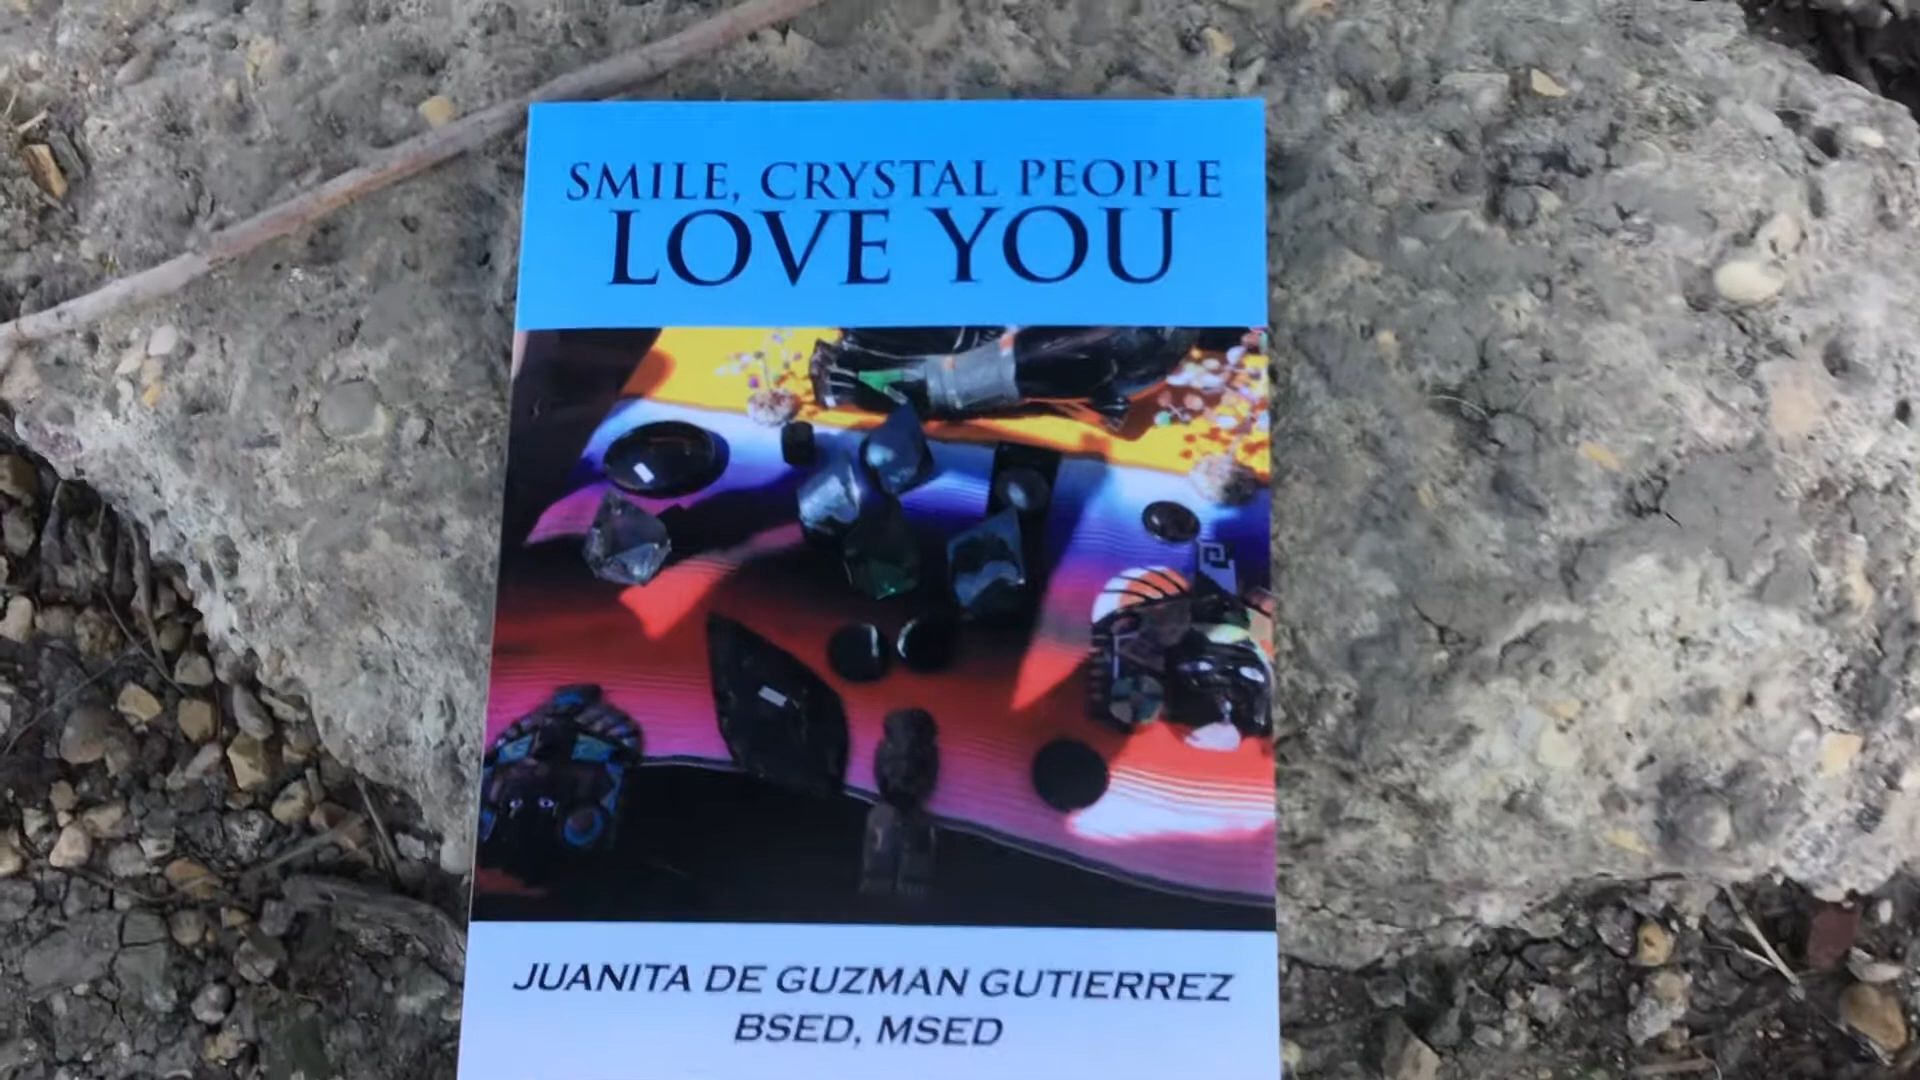 SMILE, CRYSTAL PEOPLE
LOVE YOU
JUANITA DE GUZMAN GUTIERREZ
BSED, MSED